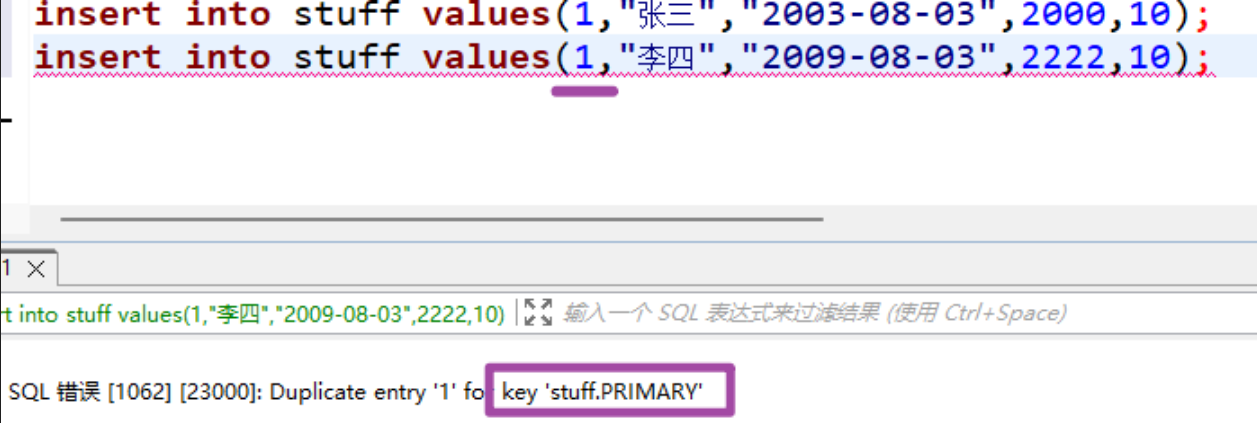 insert into stuff values(1,"张三","2003-08-03",2000,10);
insert into stuff values(1,"李四","2009-08-03",2222,10);
1
rt into stuff values(1,"李四","2009-08-03",2222,10) 输入一个 SQL 表达式来过滤结果 (使用 Ctrl+Space)
SQL 错误 [1062] [23000]: Duplicate entry '1' fo key 'stuff.PRIMARY'